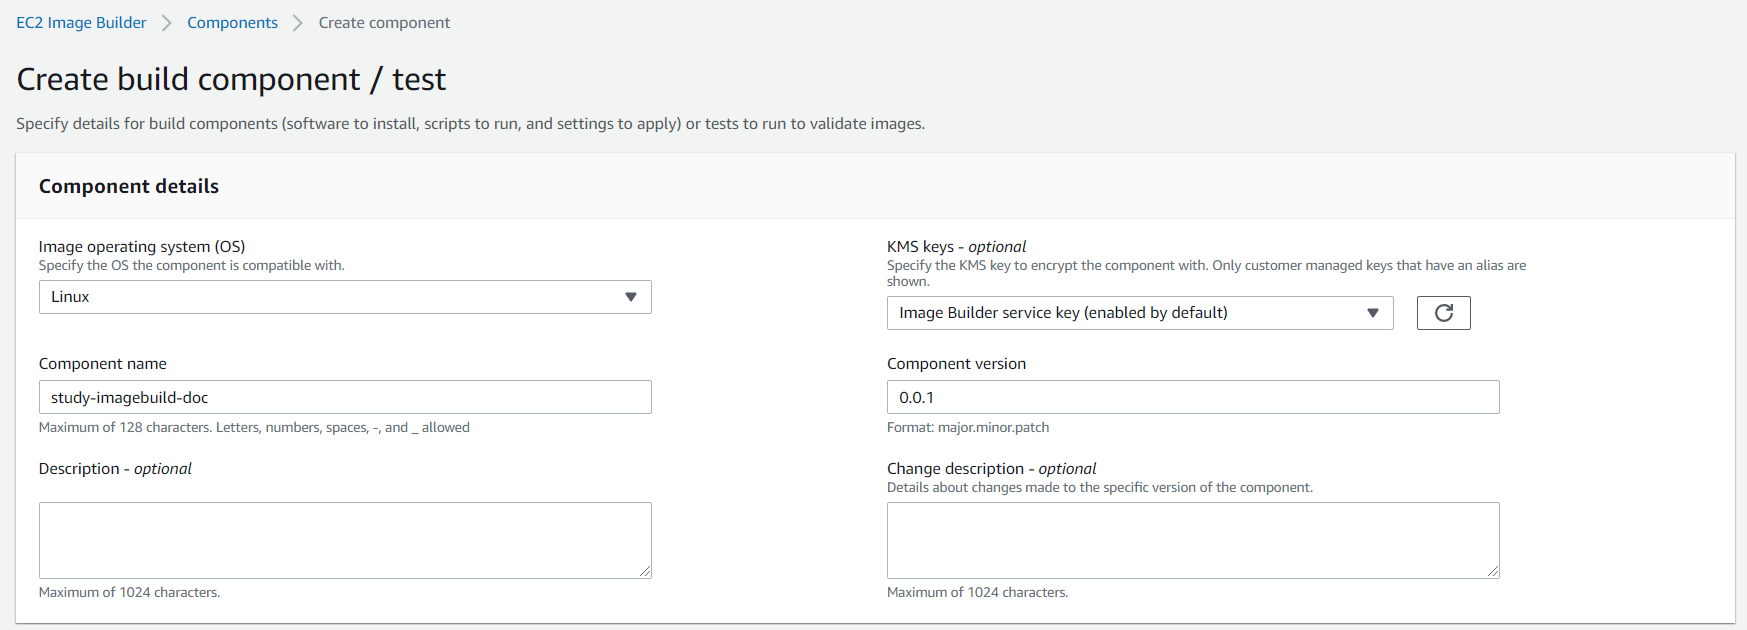 EC2 Image Builder > Components > Create component
Create build component / test
Specify details for build components (software to install, scripts to run, and settings to apply) or tests to run to validate images.
Component details
Image operating system (OS)
Specify the OS the component is compatible with.
Linux
KMS keys - optional
Specify the KMS key to encrypt the component with. Only customer managed keys that have an alias are
shown.
Image Builder service key (enabled by default)
Component name
study-imagebuild-doc
Maximum of 128 characters. Letters, numbers, spaces, -, and _ allowed
Component version
0.0.1
Format: major.minor.patch
Description - optional
Maximum of 1024 characters.
Change description - optional
Details about changes made to the specific version of the component.
Maximum of 1024 characters.